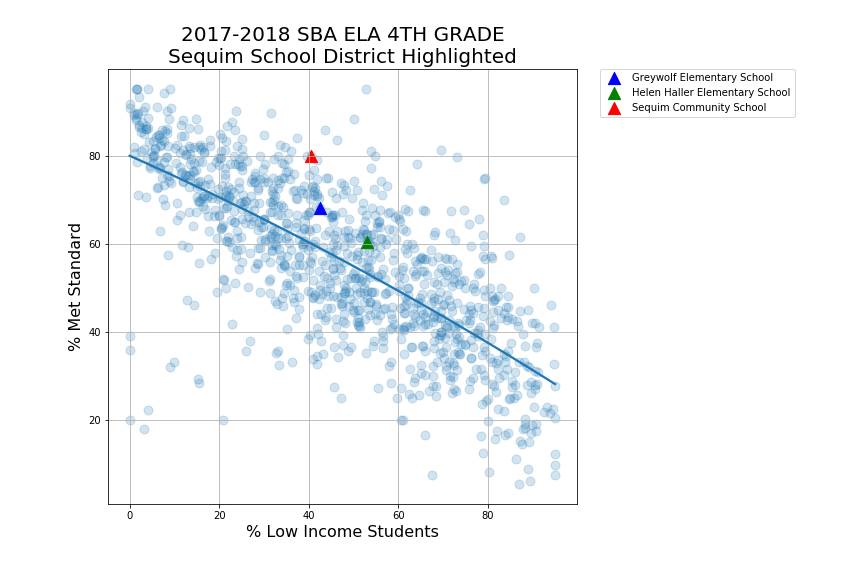 2017-2018 SBA ELA 4TH GRADE
Sequim School District Highlighted
Greywolf Elementary School
Helen Haller Elementary School
Sequim Community School
% Met Standard
80
60
40
20
0 20 40 60 80
% Low Income Students